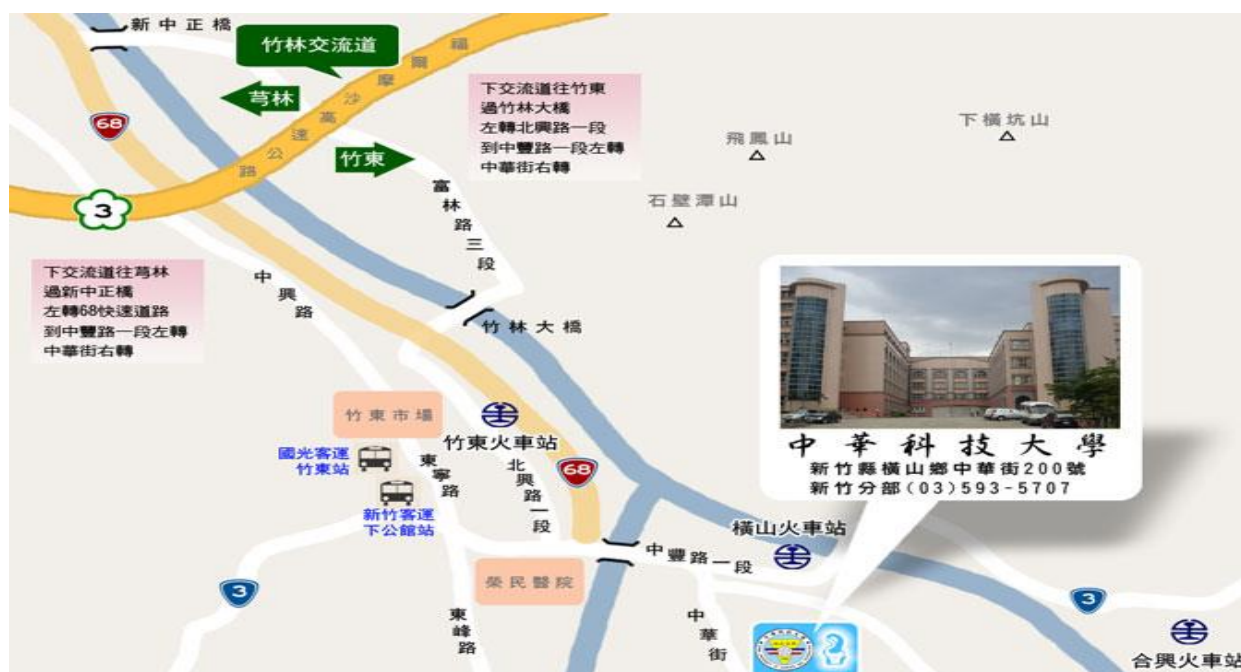 新中正橋
竹林交流道
芎林
68
福爾摩沙高速公路
竹東
下交流道往竹東
過竹林大橋
左轉北興路一段
到中豐路一段左轉
中華街右轉
飛鳳山
下橫坑山
石壁潭山
3
富林路三段
下交流道往芎林
過新中正橋
左轉68快速道路
到中豐路一段左轉
中華街右轉
中興路
竹林大橋
竹東市場
竹東火車站
國光客運
竹東站
東寧路
北興路一段
68
新竹客運
下公館站
中華科技大學
新竹縣橫山鄉中華街200號
新竹分部(03)593-5707
橫山火車站
中豐路一段
榮民醫院
3
東峰路
中華街
3
合興火車站